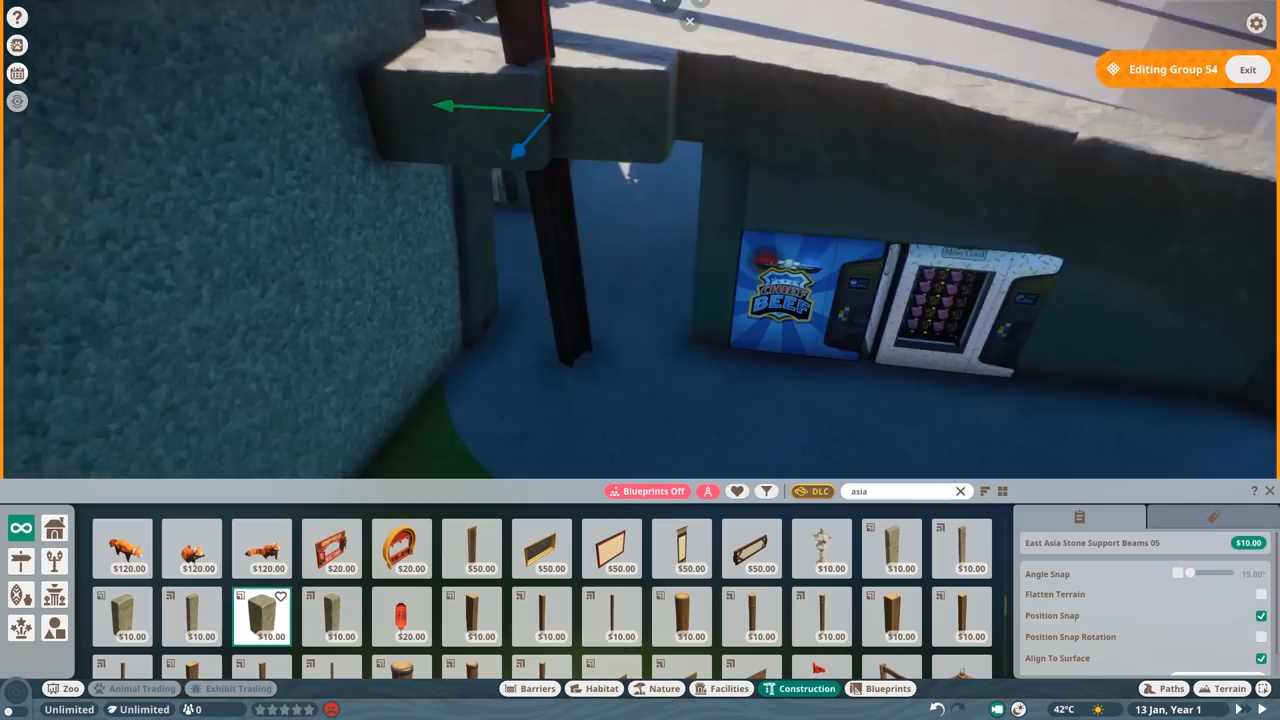 Editing Group 54
Exit
CHIEF
BEEF
Blueprints Off
DLC
asia
$120.00
$120.00
$120.00
$20.00
$20.00
$50.00
$50.00
$50.00
$50.00
$50.00
$10.00
$10.00
$10.00
East Asia Stone Support Beams 05
$10.00
Angle Snap
15.00°
Flatten Terrain
Position Snap
Position Snap Rotation
Align To Surface
$10.00
$10.00
$10.00
$10.00
$20.00
$10.00
$10.00
$10.00
$10.00
$10.00
$10.00
$10.00
$10.00
Zoo
Animal Trading
Exhibit Trading
Barriers
Habitat
Nature
Facilities
Construction
Blueprints
Paths
Terrain
Unlimited
Unlimited
0
42°C
13 Jan, Year 1